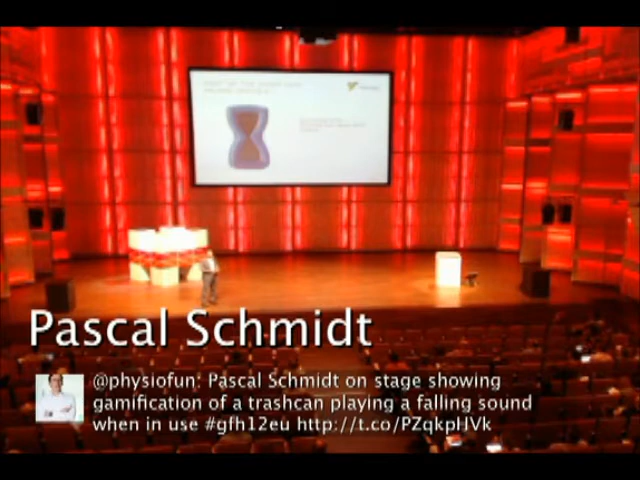 Pascal Schmidt
@physiofun: Pascal Schmidt on stage showing
gamification of a trashcan playing a falling sound
when in use #gfh12eu http://t.co/PZqkpHVk